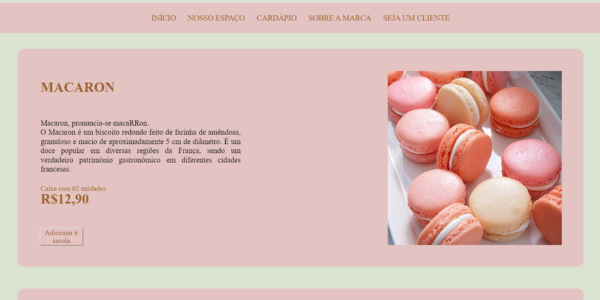 INÍCIO NOSSO ESPAÇO CARDÁPIO SOBRE A MARCA SEJA UM CLIENTE
MACARON
Macaron, pronuncia-se macaRRon.
O Macaron é um biscoito redondo feito de farinha de amêndoas,
granuloso e macio de aproximadamente 5 cm de diâmetro. É um
doce popular em diversas regiões da França, sendo um
verdadeiro patrimônio gastronômico em diferentes cidades
francesas.
Caixa com 02 unidades
R$12,90
Adicionar á
sacola